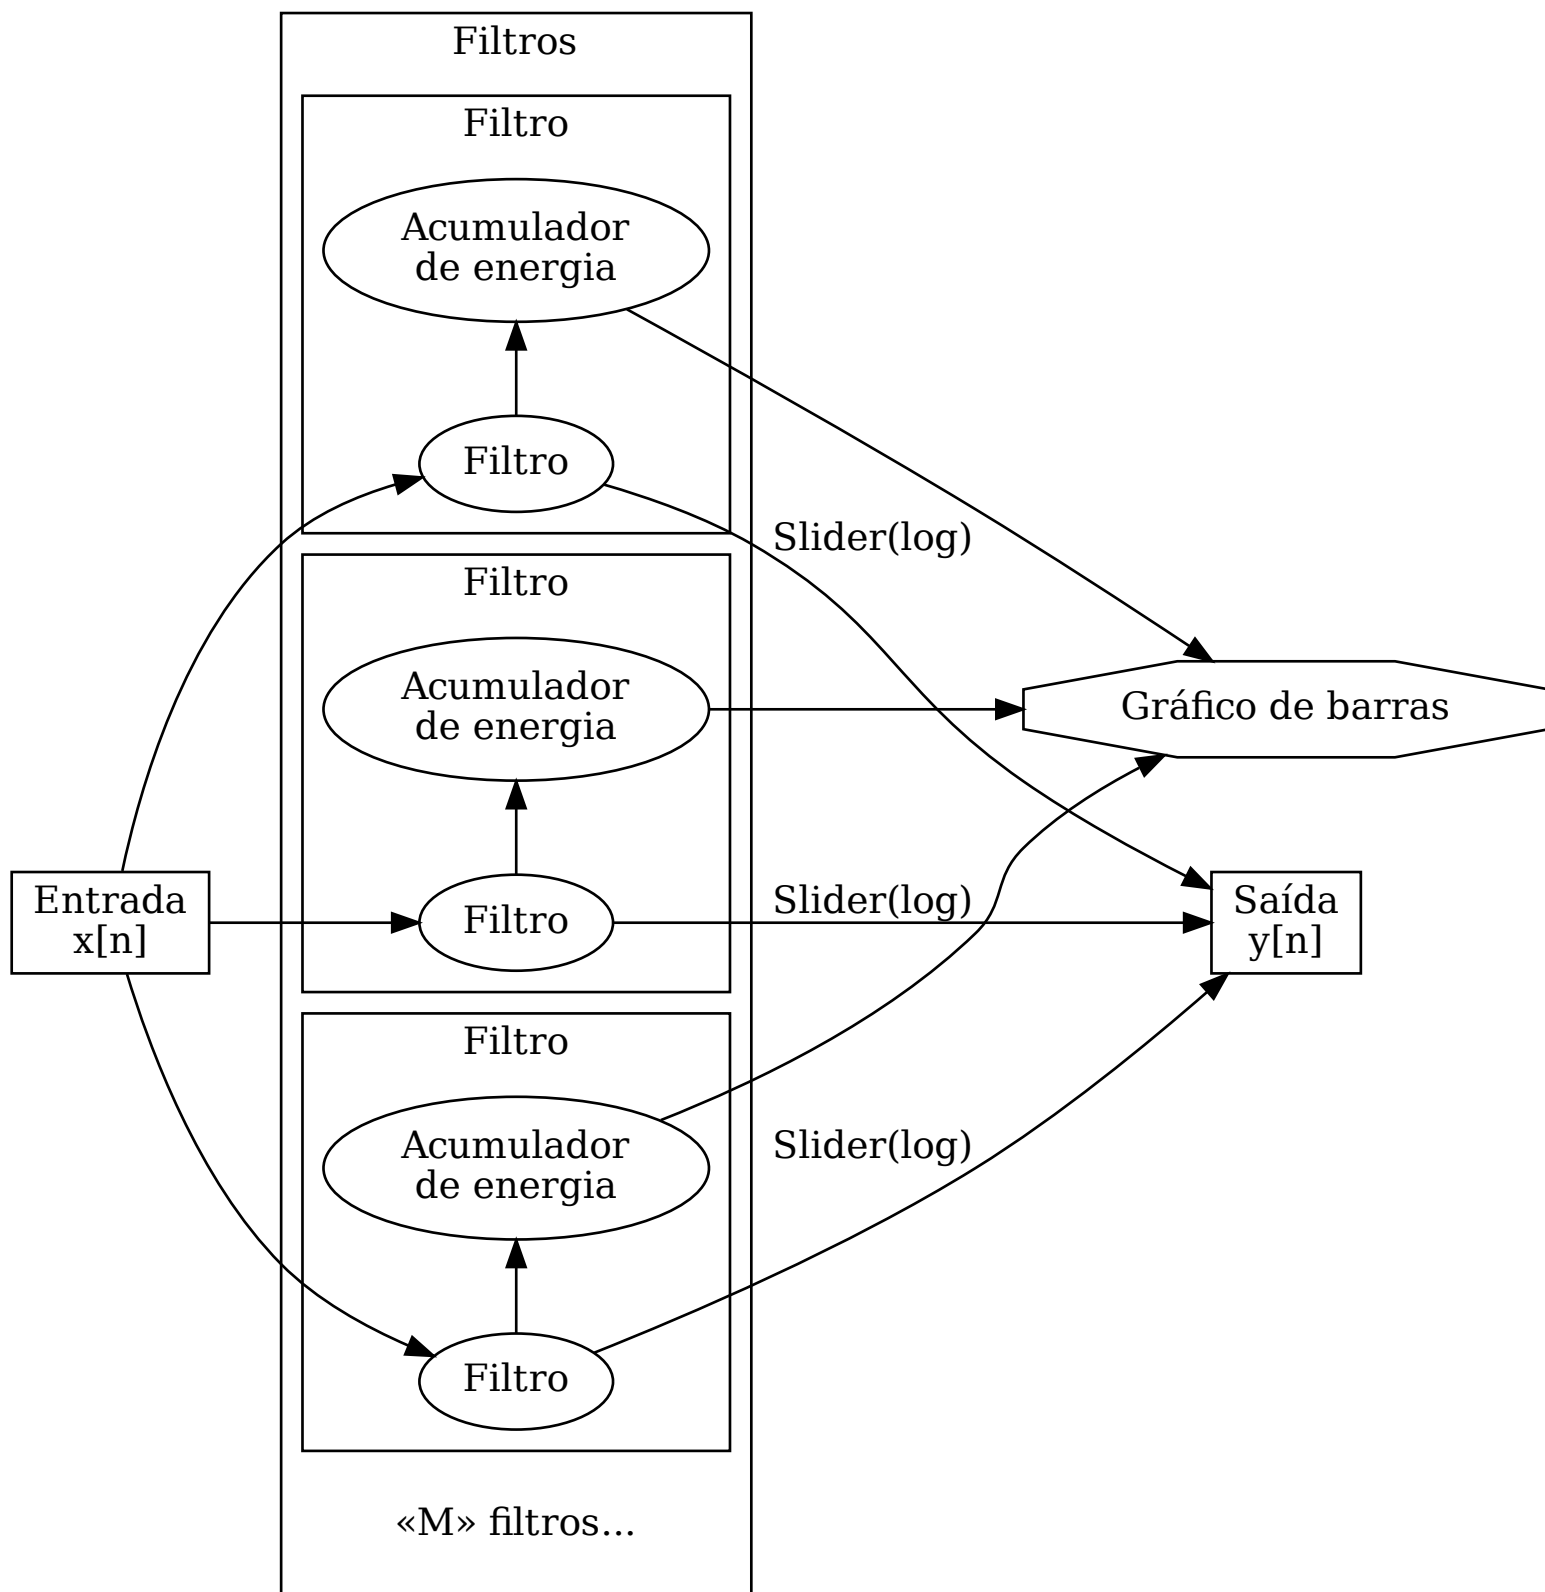 Filtros
Filtro
Acumulador
de energia
Filtro
Slider(log)
Filtro
Acumulador
de energia
Gráfico de barras
Entrada
x[n]
Filtro
Slider(log)
Saída
y[n]
Filtro
Acumulador
de energia
Slider(log)
Filtro
«M» filtros...